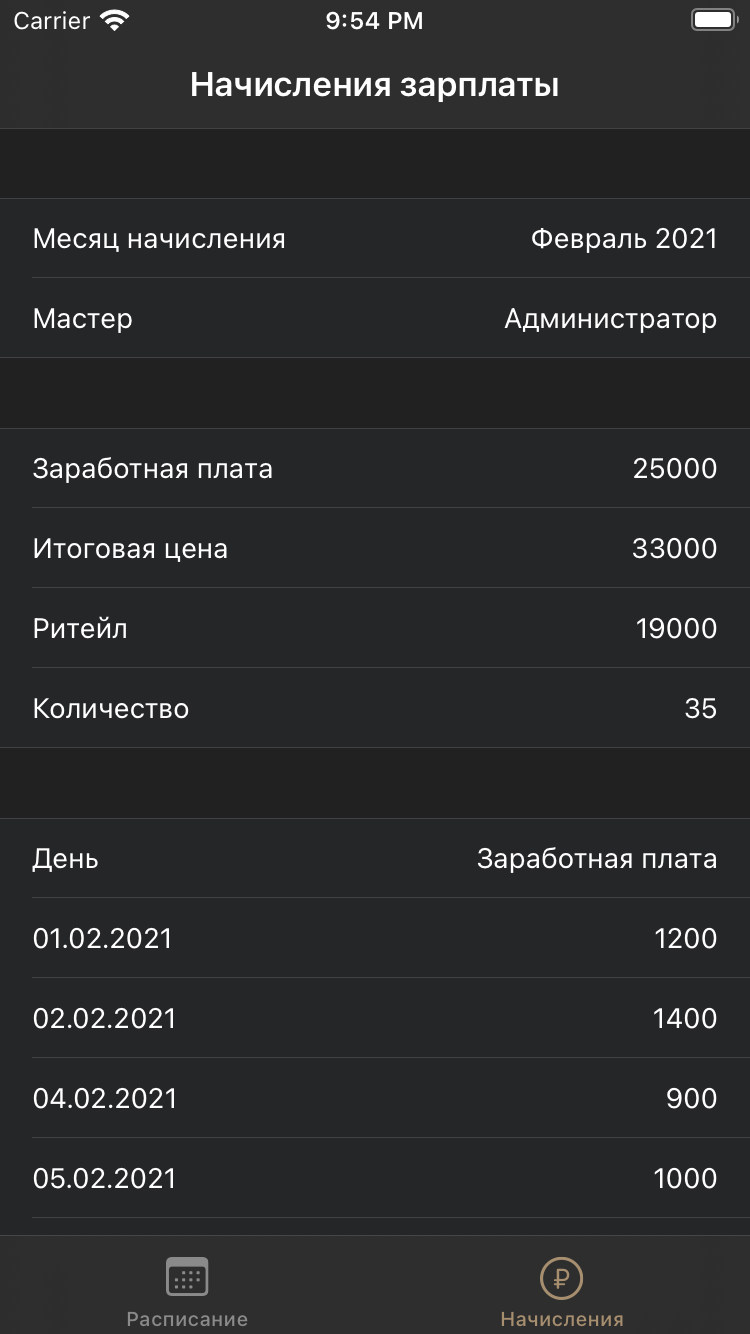 Carrier 9:54 PM
Начисления зарплаты
Месяц начисления Февраль 2021
Мастер Администратор
Заработная плата 25000
Итоговая цена 33000
Ритейл 19000
Количество 35
День Заработная плата
01.02.2021 1200
02.02.2021 1400
04.02.2021 900
05.02.2021 1000
Расписание Начисления